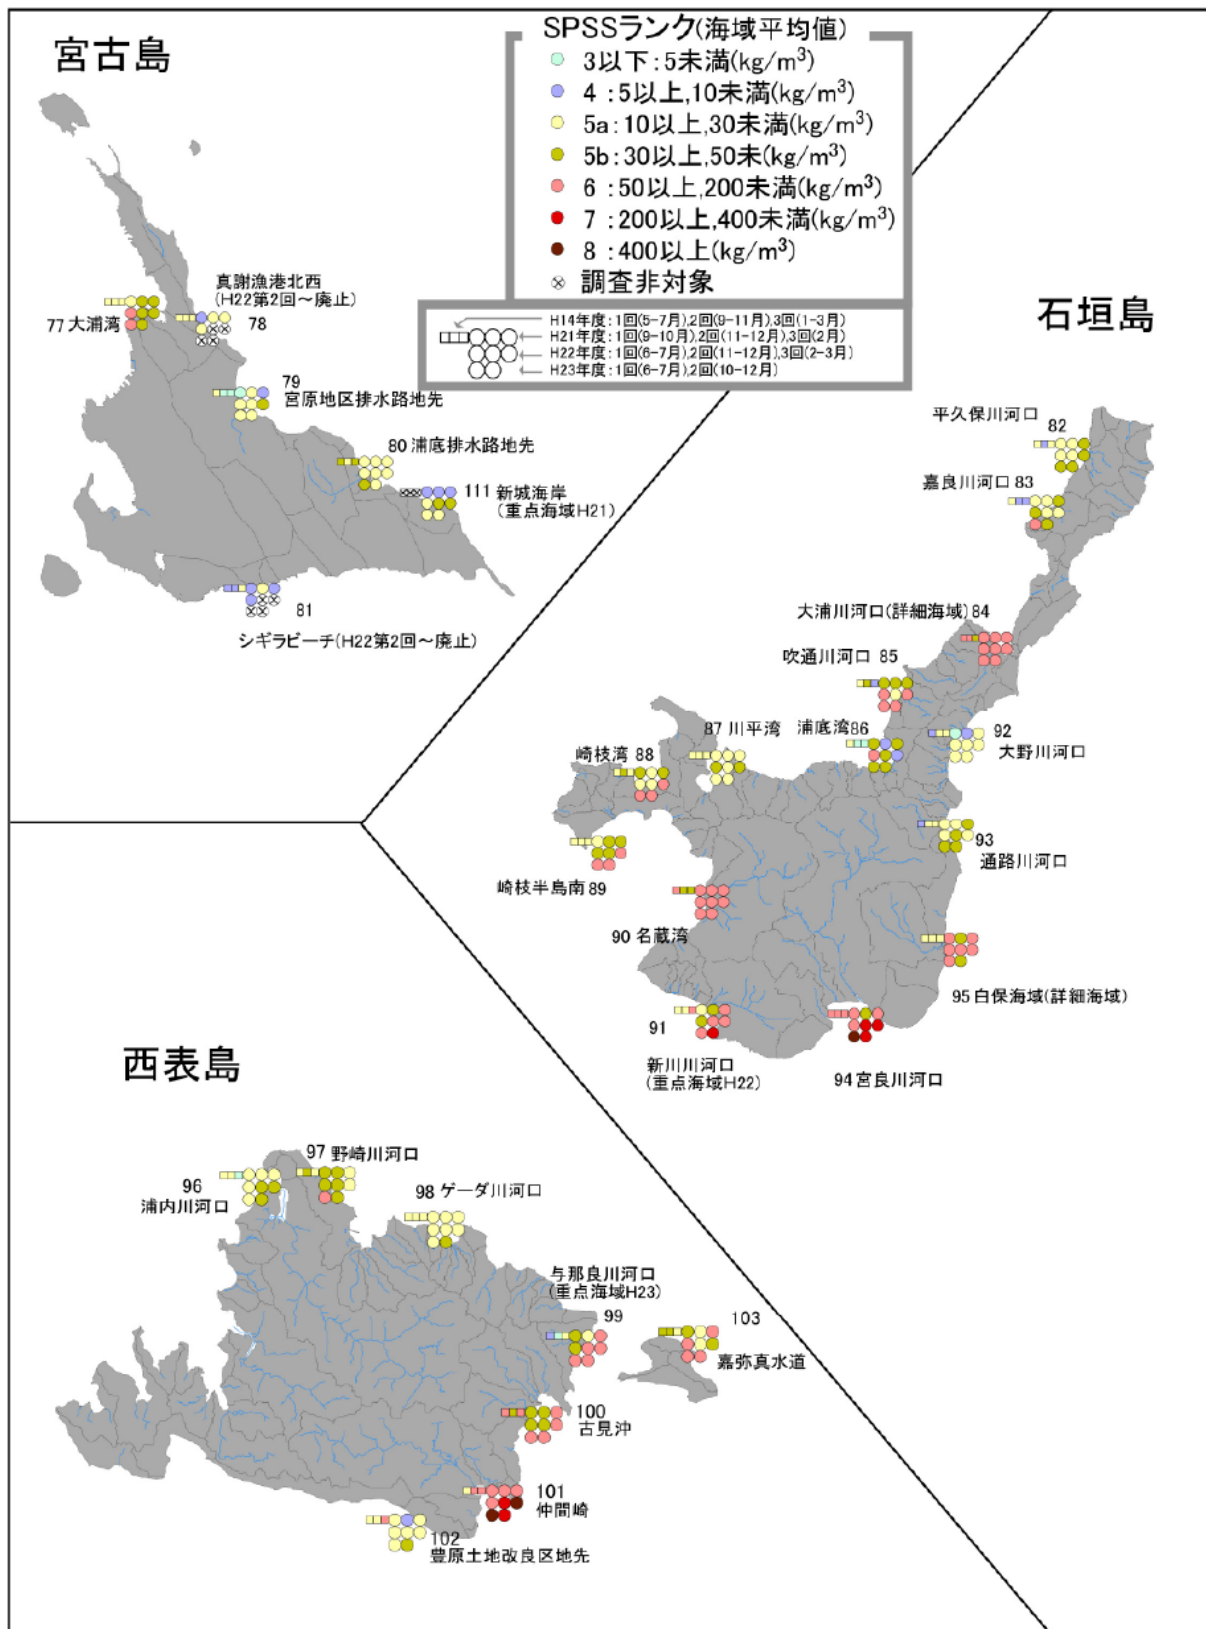 宮古島
SPSSランク(海域平均値)
3以下:5未満(kg/m³)
4 :5以上,10未満(kg/m³)
5a:10以上,30未満(kg/m³)
5b:30以上,50未(kg/m³)
6 :50以上,200未満(kg/m³)
7 :200以上,400未満(kg/m³)
8 :400以上(kg/m³)
調査非対象
H14年度:1回(5-7月),2回(9-11月),3回(1-3月)
H21年度:1回(9-10月),2回(11-12月),3回(2月)
H22年度:1回(6-7月),2回(11-12月),3回(2-3月)
H23年度:1回(6-7月),2回(10-12月)
真謝漁港北西
(H22第2回~廃止)
78
77 大浦湾
79
宮原地区排水路地先
80 浦底排水路地先
111 新城海岸
(重点海域H21)
81
シギラビーチ(H22第2回~廃止)
石垣島
平久保川河口
82
嘉良川河口 83
大浦川河口(詳細海域) 84
吹通川河口 85
浦底湾86
87 川平湾
崎枝湾 88
92
大野川河口
93
通路川河口
崎枝半島南 89
90 名蔵湾
95 白保海域(詳細海域)
91
新川川河口
(重点海域H22)
94 宮良川河口
西表島
97 野崎川河口
96
浦内川河口
98 ゲーダ川河口
与那良川河口
(重点海域H23)
99
103
嘉弥真水道
100
古見沖
101
仲間崎
102
豊原土地改良区地先